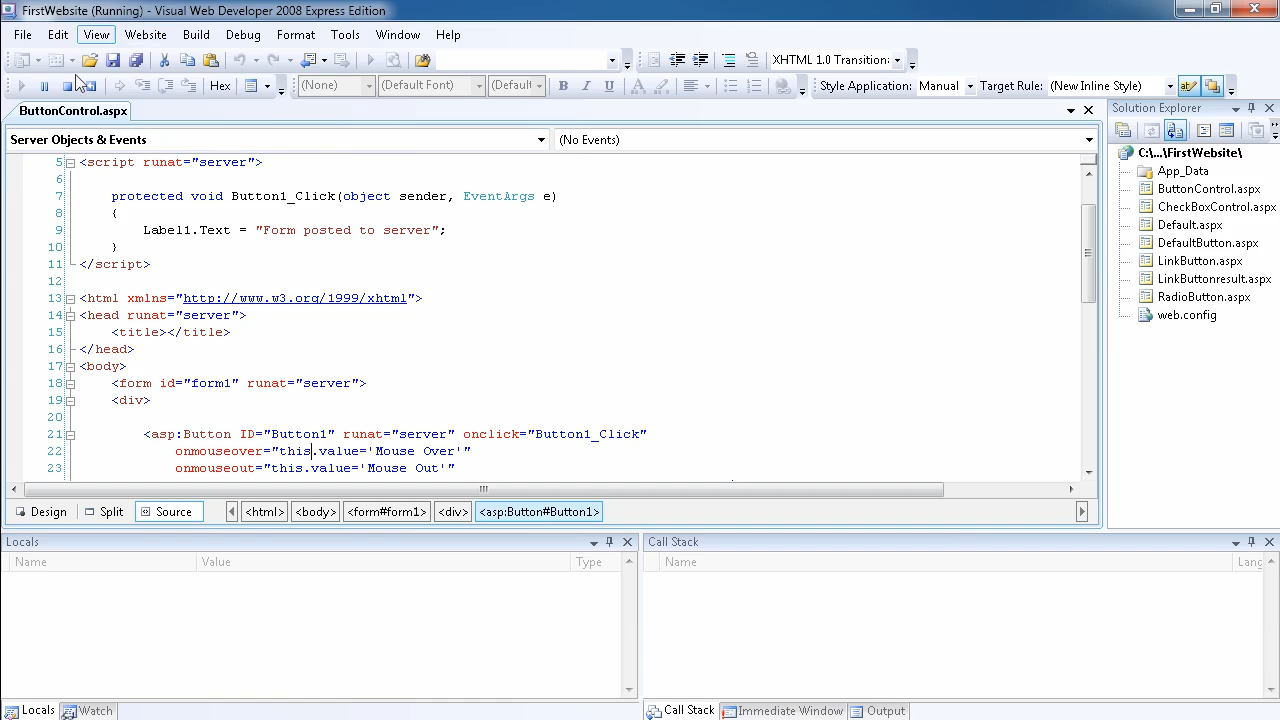 FirstWebsite (Running) - Visual Web Developer 2008 Express Edition
File Edit View Website Build Debug Format Tools Window Help
XHTML 1.0 Transition
Hex (None) (Default Font) (Default Style Application: Manual Target Rule: (New Inline Style)
ButtonControl.aspx
Server Objects & Events (No Events)
5 <script runat="server">
6
7 protected void Button1_Click(object sender, EventArgs e)
8 {
9 Label1.Text = "Form posted to server";
10 }
11 </script>
12
13 <html xmlns="http://www.w3.org/1999/xhtml">
14 <head runat="server">
15 <title></title>
16 </head>
17 <body>
18 <form id="form1" runat="server">
19 <div>
20
21 <asp:Button ID="Button1" runat="server" onclick="Button1_Click"
22 onmouseover="this.value='Mouse Over'"
23 onmouseout="this.value='Mouse Out'"
Design Split Source <html> <body> <form#form1> <div> <asp:Button#Button1>
Solution Explorer
C:\...\FirstWebsite\
App_Data
ButtonControl.aspx
CheckBoxControl.aspx
Default.aspx
DefaultButton.aspx
LinkButton.aspx
LinkButtonresult.aspx
RadioButton.aspx
web.config
Locals
Name Value Type
Locals Watch
Call Stack
Name Lang
Call Stack Immediate Window Output